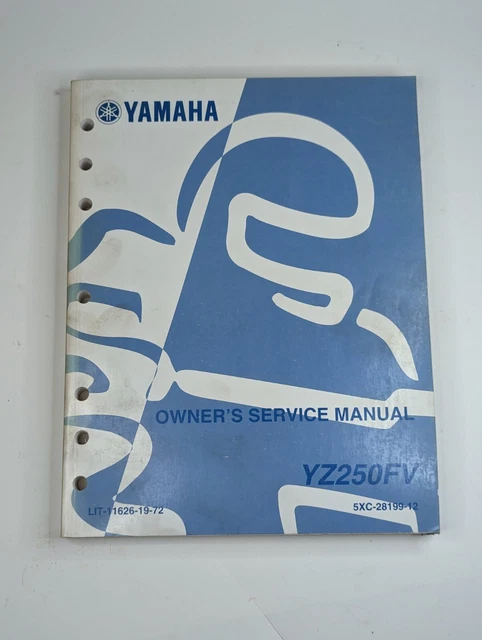 YAMAHA
OWNER'S SERVICE MANUAL
YZ250FV
LIT-11626-19-72
5XC-28199-12